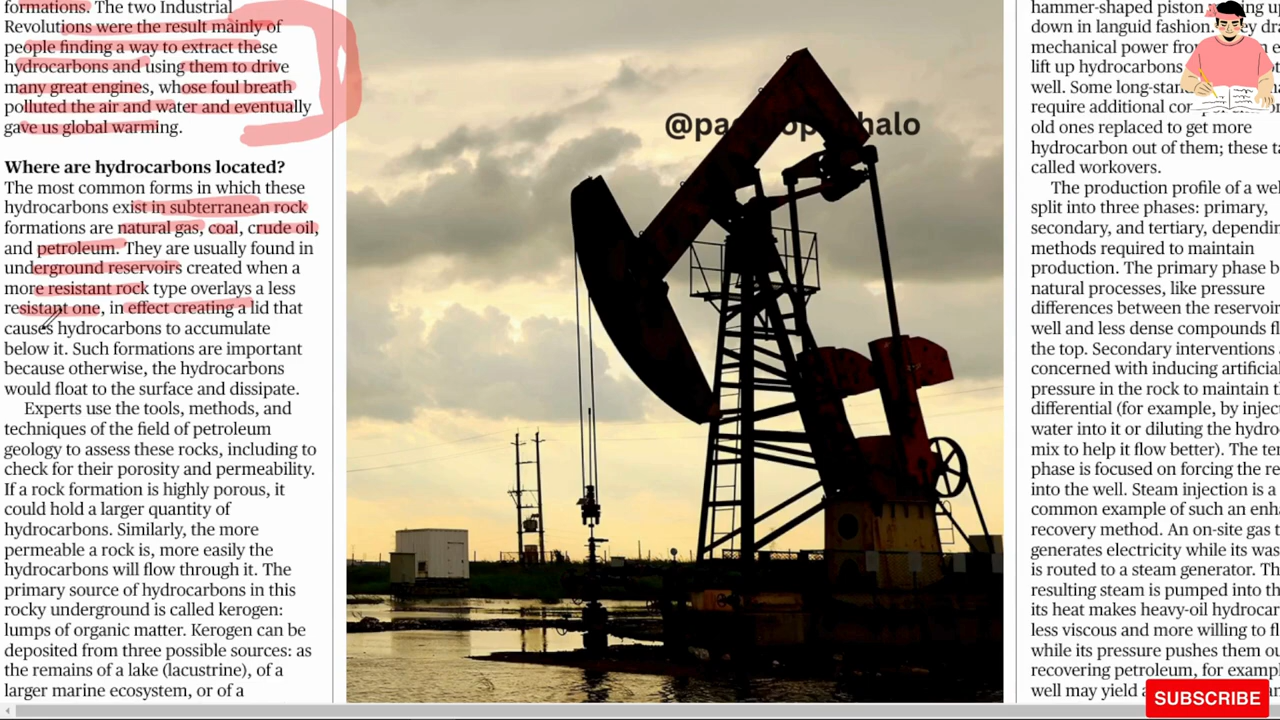 formations. The two Industrial
Revolutions were the result mainly of
people finding a way to extract these
hydrocarbons and using them to drive
many great engines, whose foul breath
polluted the air and water and eventually
gave us global warming.
Where are hydrocarbons located?
The most common forms in which these
hydrocarbons exist in subterranean rock
formations are natural gas, coal, crude oil,
and petroleum. They are usually found in
underground reservoirs created when a
more resistant rock type overlays a less
resistant one, in effect creating a lid that
causes hydrocarbons to accumulate
below it. Such formations are important
because otherwise, the hydrocarbons
would float to the surface and dissipate.
Experts use the tools, methods, and
techniques of the field of petroleum
geology to assess these rocks, including to
check for their porosity and permeability.
If a rock formation is highly porous, it
could hold a larger quantity of
hydrocarbons. Similarly, the more
permeable a rock is, more easily the
hydrocarbons will flow through it. The
primary source of hydrocarbons in this
rocky underground is called kerogen:
lumps of organic matter. Kerogen can be
deposited from three possible sources: as
the remains of a lake (lacustrine), of a
larger marine ecosystem, or of a
hammer-shaped piston
down in languid fashion.
mechanical power
lift up hydrocarbons
well. Some
require additional
old ones replaced to get more
hydrocarbon out of them; these
called workovers.
The production profile of a
split into three phases: primary,
secondary, and tertiary,
methods required to maintain
production. The primary phase
natural processes, like pressure
differences between the
well and less dense compounds
the top. Secondary interventions
concerned with inducing
pressure in the rock to maintain
differential (for example, by
water into it or diluting the
mix to help it flow better). The
phase is focused on forcing the
into the well. Steam injection is a
common example of such an
recovery method. An on-site gas
generates electricity while its
is routed to a steam generator.
resulting steam is pumped into
its heat makes heavy-oil
less viscous and more willing to
while its pressure pushes them
recovering petroleum, for
well may yield
SUBSCRIBE